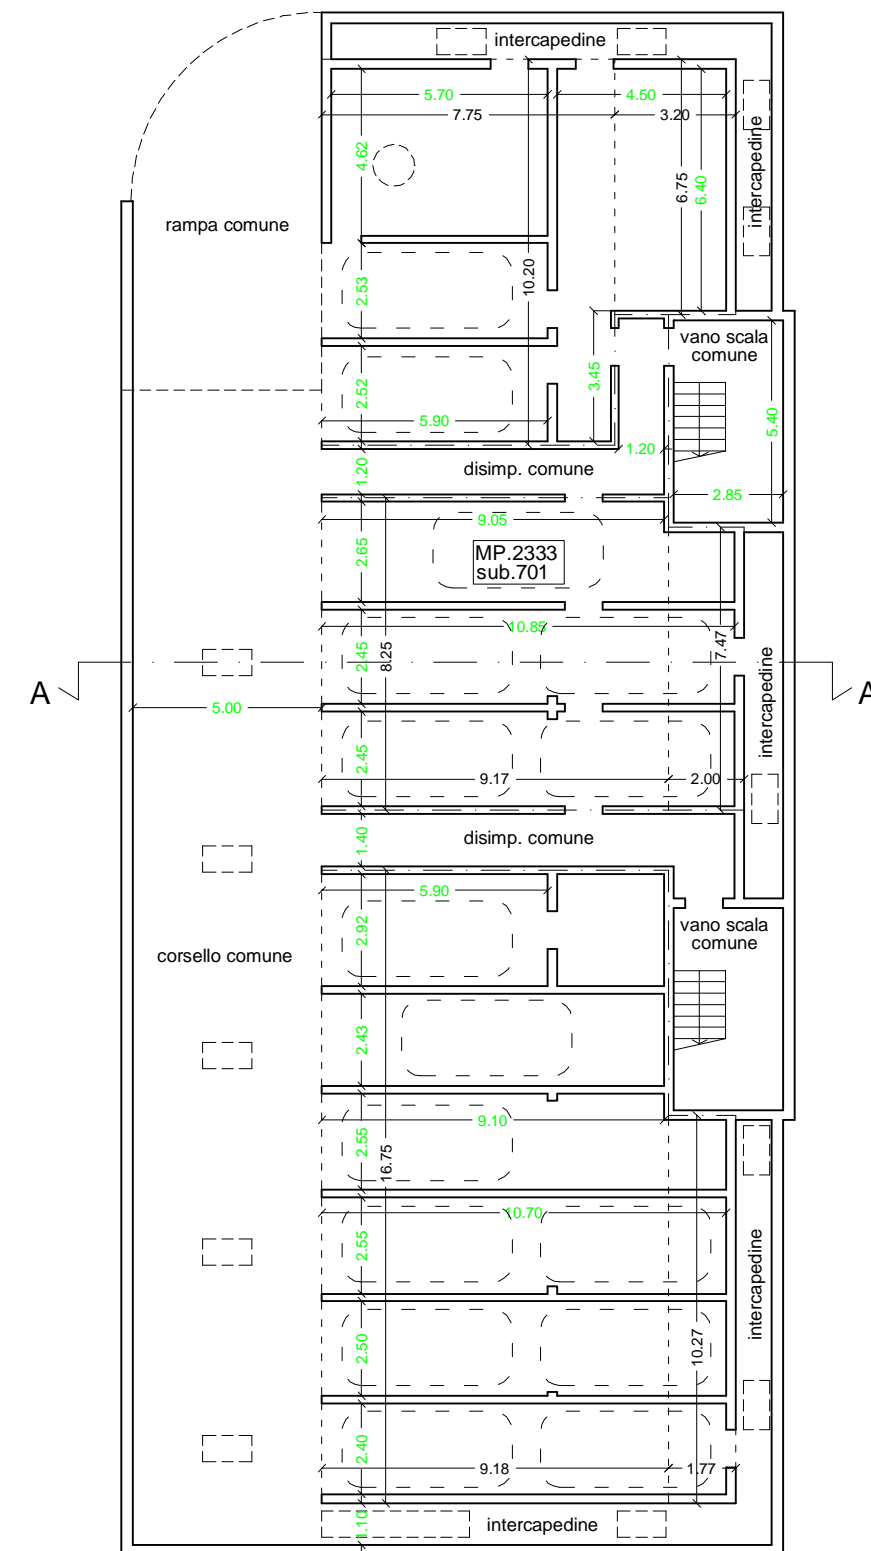 intercapedine
5.70
4.50
7.75
3.20
4.62
6.75
6.40
intercapedine
rampa comune
10.20
2.53
vano scala
comune
3.45
2.52
5.90
5.40
1.20
disimp. comune
1.20
2.85
9.05
2.65
MP.2333
sub.701
10.85
2.45
8.25
7.47
A
A
intercapedine
5.00
2.45
9.17
2.00
disimp. comune
1.40
5.90
2.92
vano scala
comune
corsello comune
2.43
9.10
2.55
16.75
10.70
2.55
intercapedine
2.50
10.27
2.40
9.18
1.77
1.10
intercapedine